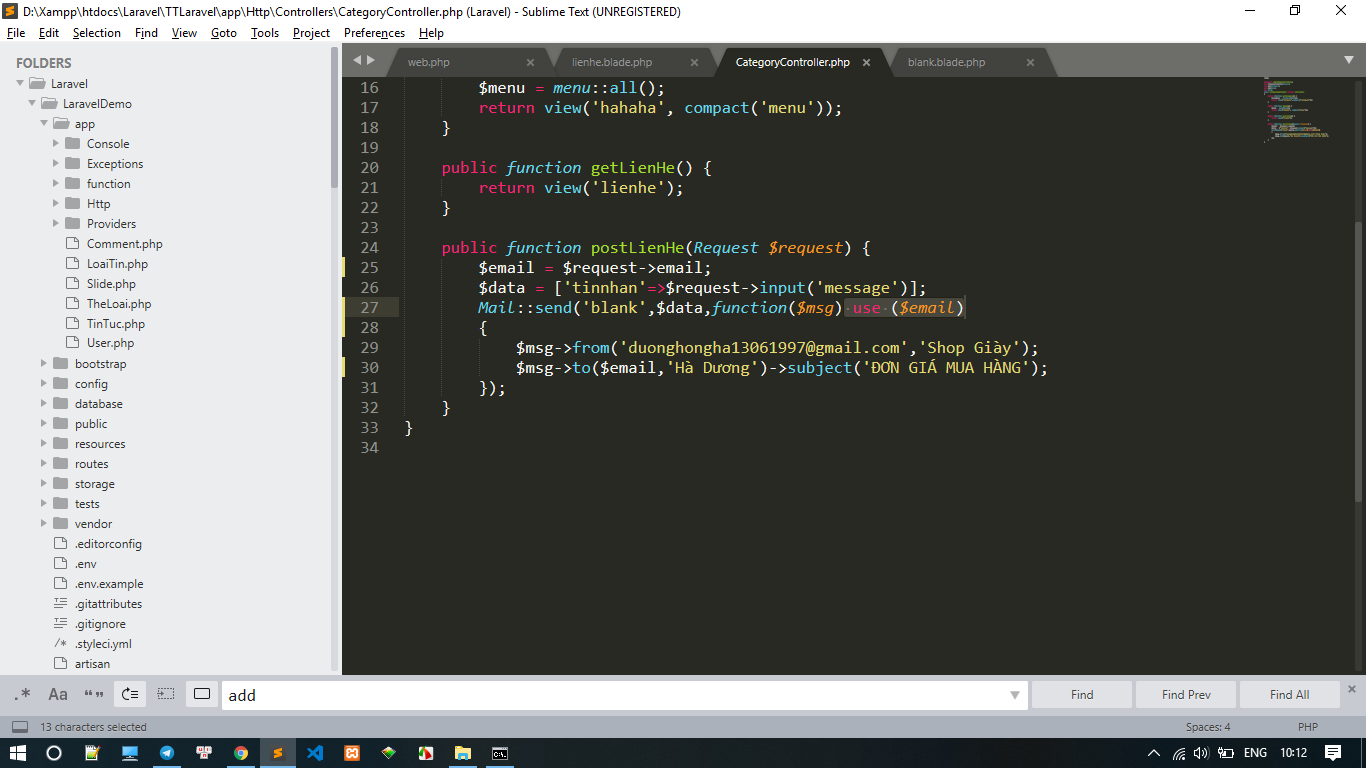 D:\Xampp\htdocs\Laravel\TTLaravel\app\Http\Controllers\CategoryController.php (Laravel) - Sublime Text (UNREGISTERED)
File Edit Selection Find View Goto Tools Project Preferences Help
FOLDERS
Laravel
LaravelDemo
app
Console
Exceptions
function
Http
Providers
Comment.php
LoaiTin.php
Slide.php
TheLoai.php
TinTuc.php
User.php
bootstrap
config
database
public
resources
routes
storage
tests
vendor
.editorconfig
.env
.env.example
.gitattributes
.gitignore
.styleci.yml
artisan
web.php lienhe.blade.php CategoryController.php blank.blade.php
16 $menu = menu::all();
17 return view('hahaha', compact('menu'));
18 }
19
20 public function getLienHe() {
21 return view('lienhe');
22 }
23
24 public function postLienHe(Request $request) {
25 $email = $request->email;
26 $data = ['tinnhan'=>$request->input('message')];
27 Mail::send('blank',$data,function($msg) use ($email)
28 {
29 $msg->from('duonghongha13061997@gmail.com','Shop Giày');
30 $msg->to($email,'Hà Dương')->subject('ĐƠN GIÁ MUA HÀNG');
31 });
32 }
33 }
34
.* Aa “” add Find Find Prev Find All
13 characters selected Spaces: 4 PHP
ENG 10:12